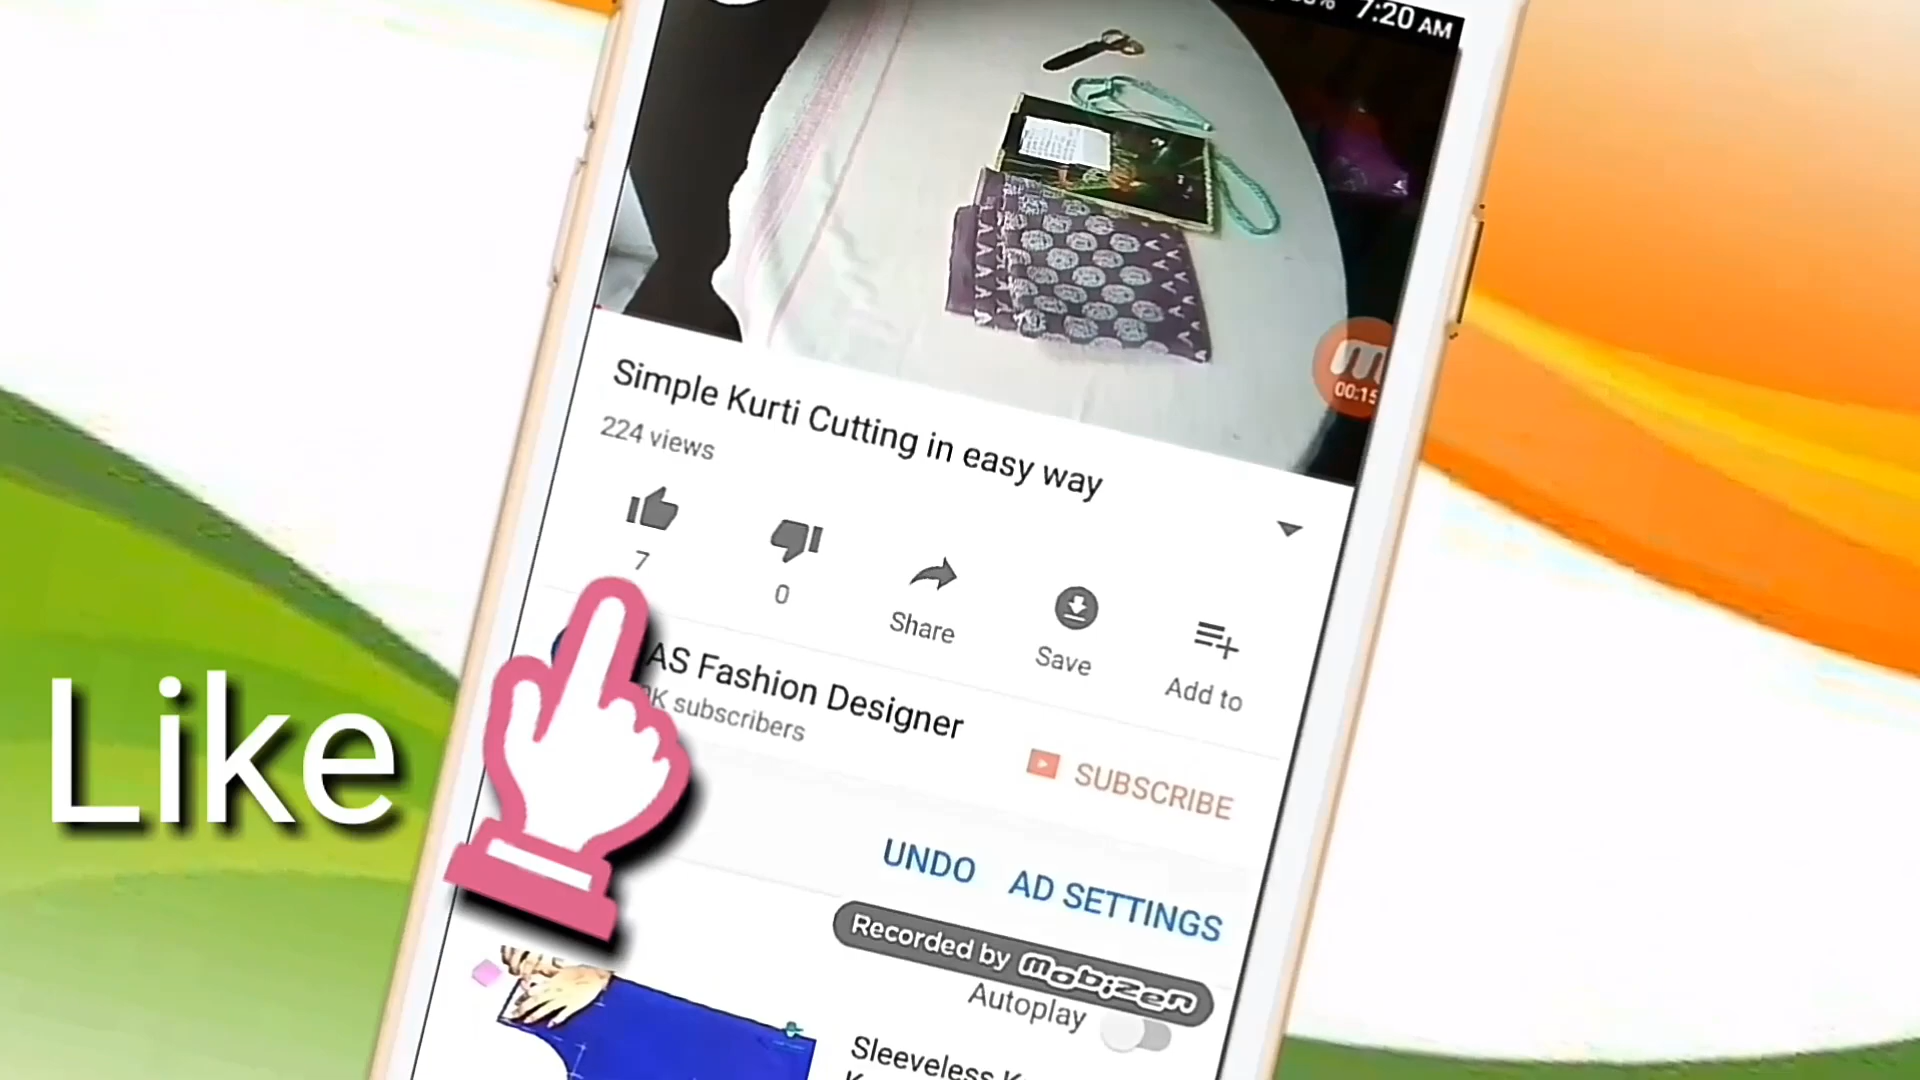 7:20 AM
00:15
Simple Kurti Cutting in easy way
224 views
7
0
Share
Save
Add to
AS Fashion Designer
K subscribers
SUBSCRIBE
UNDO
AD SETTINGS
Recorded by mobizen
Autoplay
Sleeveless
Like